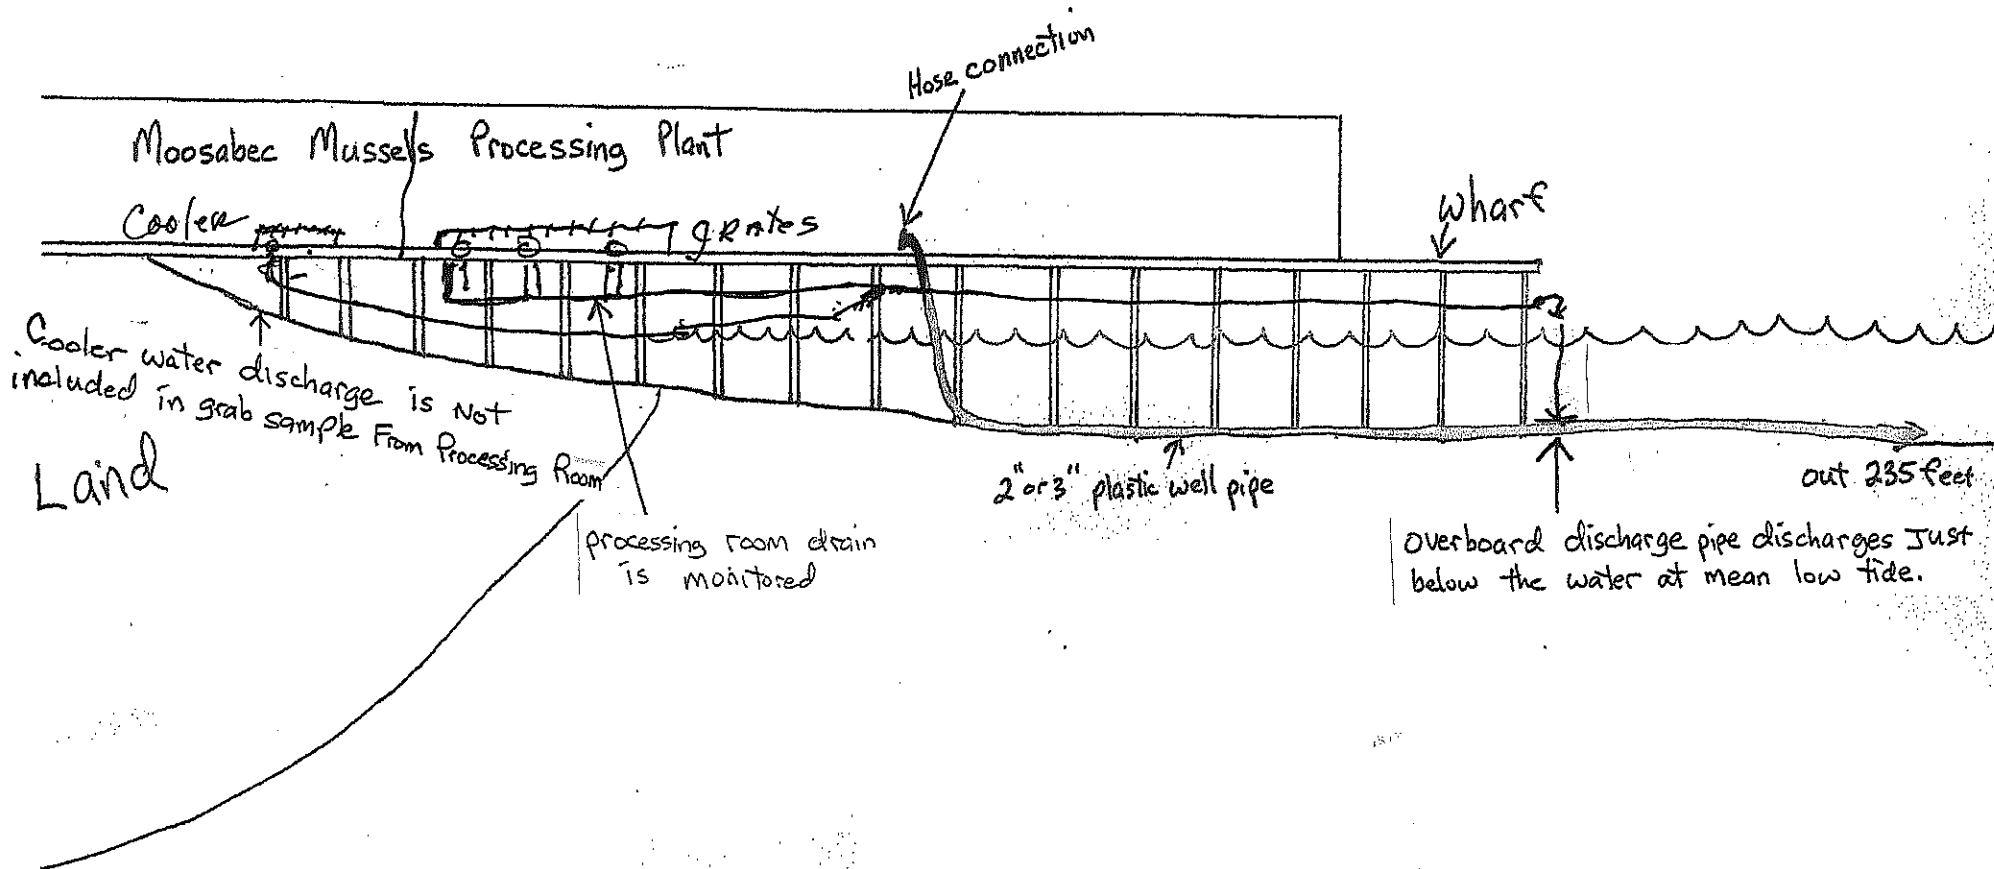 Hose connection
Moosabec Mussels Processing Plant
Cooler
grates
Wharf
Cooler water discharge is Not
included in grab sample From Processing Room
Land
2" or 3" plastic well pipe
out 235 feet
processing room drain
is monitored
overboard discharge pipe discharges Just
below the water at mean low tide.